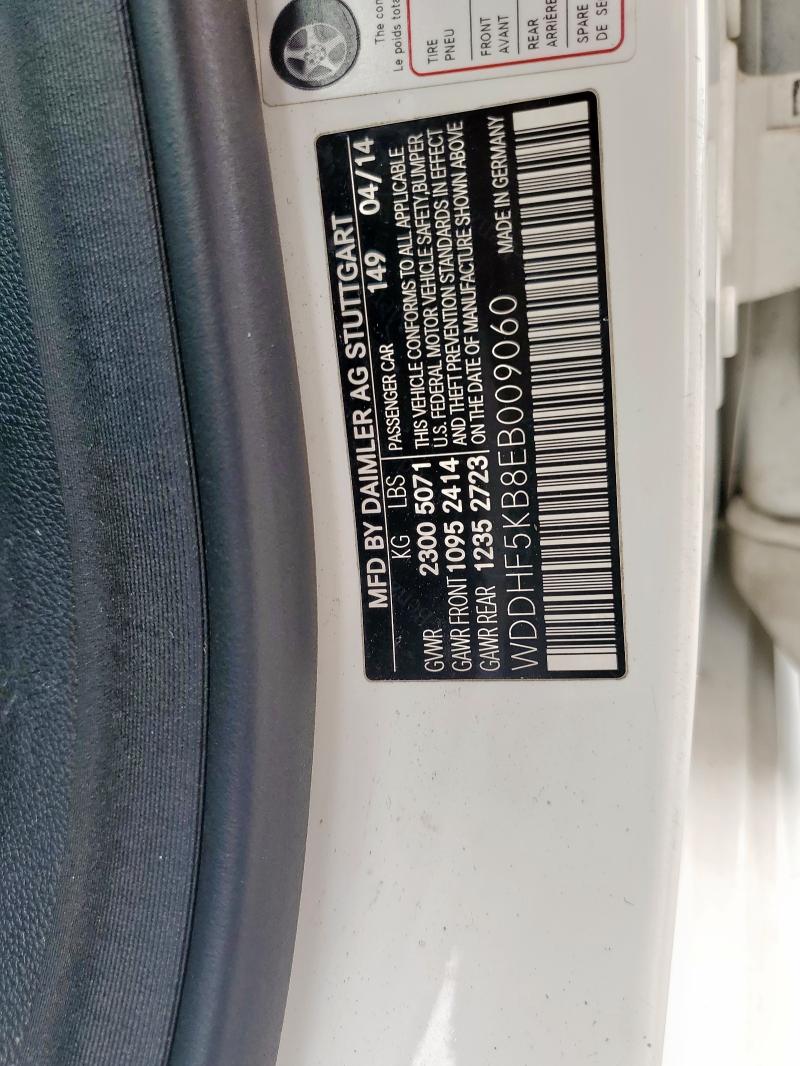 MFD BY DAIMLER AG STUTTGART
KG LBS PASSENGER CAR 149 04/14
GVWR 2300 5071 THIS VEHICLE CONFORMS TO ALL APPLICABLE
U.S. FEDERAL MOTOR VEHICLE SAFETY,BUMPER
GAWR FRONT 1095 2414 AND THEFT PREVENTION STANDARDS IN EFFECT
GAWR REAR 1235 2723 ON THE DATE OF MANUFACTURE SHOWN ABOVE
WDDHF5KB8EB009060 MADE IN GERMANY
The com
Le poids tota
TIRE
PNEU
FRONT
AVANT
REAR
ARRIÈRE
SPARE
DE SE